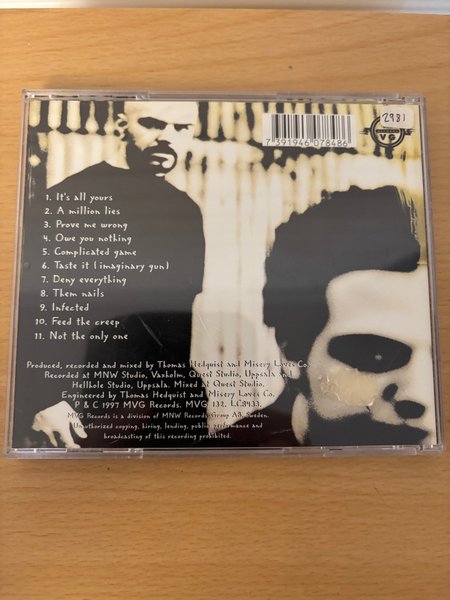 2981
RECORDS
VG
7 391946 078486
1. It's all yours
2. A million lies
3. Prove me wrong
4. Owe you nothing
5. Complicated game
6. Taste it (imaginary gun)
7. Deny everything
8. Them nails
9. Infected
10. Feed the creep
11. Not the only one
Produced, recorded and mixed by Thomas Hedquist and Misery Loves Co.
Recorded at MNW Studio, Vaxholm, Quest Studio, Uppsala and
Hellhole Studio, Uppsala. Mixed at Quest Studio.
Engineered by Thomas Hedquist and Misery Loves Co.
P & C 1997 MVG Records. MVG 132. LC8433.
MVG Records is a division of MNW Records Group AB, Sweden.
Unauthorized copying, hiring, lending, public performance and
broadcasting of this recording prohibited.